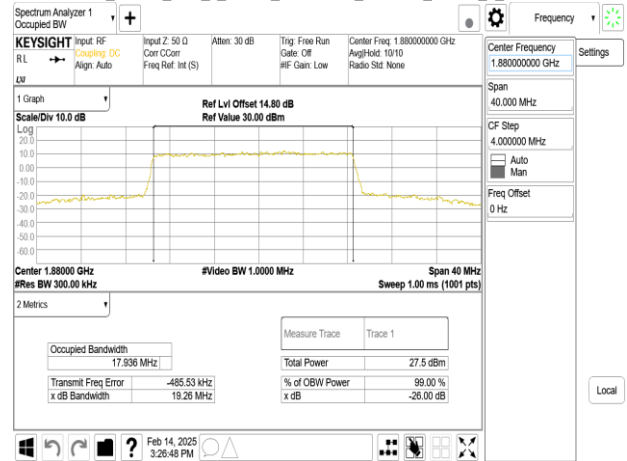 Spectrum Analyzer 1
Occupied BW
Frequency
KEYSIGHT
RL
Input: RF
Coupling: DC
Align: Auto
Input Z: 50 Ω
Corr CCorr
Freq Ref: Int (S)
Atten: 30 dB
Trig: Free Run
Gate: Off
#IF Gain: Low
Center Freq: 1.880000000 GHz
Avg|Hold: 10/10
Radio Std: None
LXI
1 Graph
Scale/Div 10.0 dB
Ref Lvl Offset 14.80 dB
Ref Value 30.00 dBm
Log
20.0
10.0
0.00
-10.0
-20.0
-30.0
-40.0
-50.0
-60.0
Center 1.88000 GHz
#Res BW 300.00 kHz
#Video BW 1.0000 MHz
Span 40 MHz
Sweep 1.00 ms (1001 pts)
2 Metrics
Measure Trace
Trace 1
Occupied Bandwidth
17.936 MHz
Total Power
27.5 dBm
Transmit Freq Error
-485.53 kHz
% of OBW Power
99.00 %
x dB Bandwidth
19.26 MHz
x dB
-26.00 dB
Feb 14, 2025
3:26:48 PM
Center Frequency
1.880000000 GHz
Settings
Span
40.000 MHz
CF Step
4.000000 MHz
Auto
Man
Freq Offset
0 Hz
Local